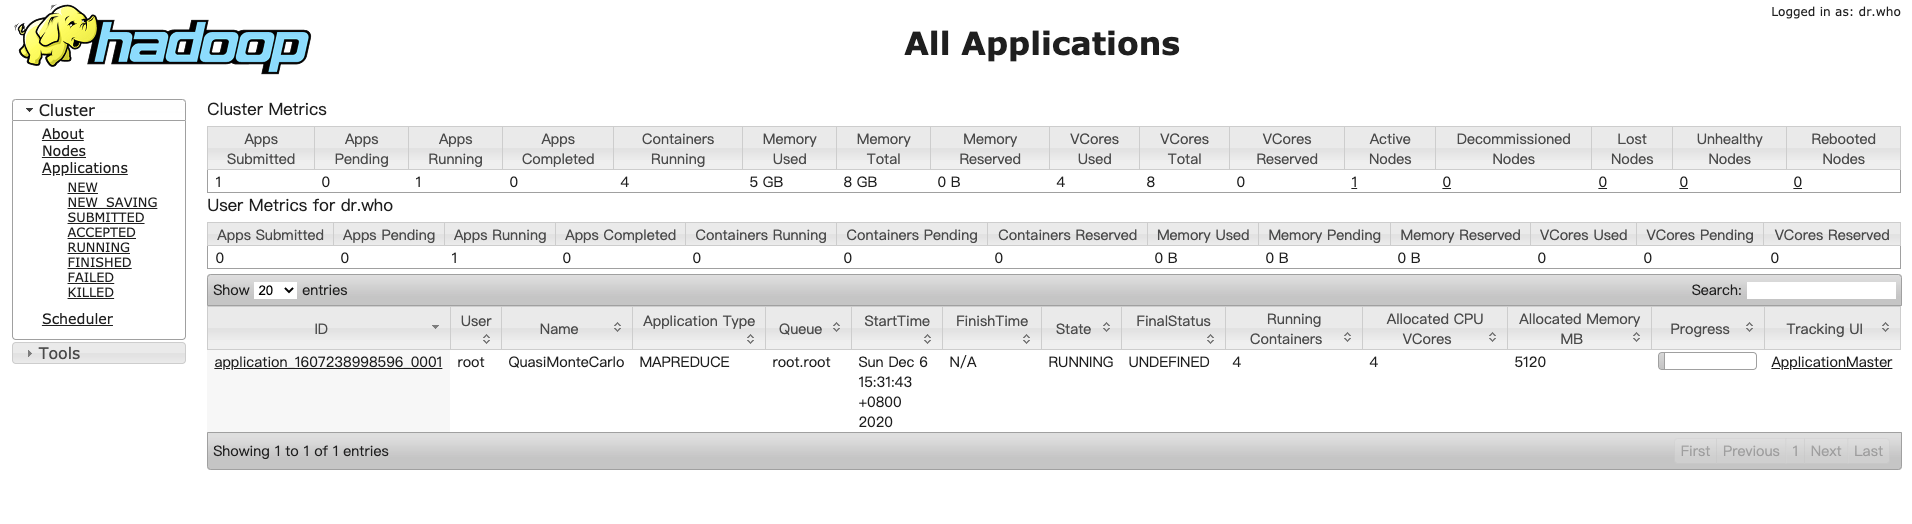 Logged in as: dr.who
hadoop
All Applications
Cluster
About
Nodes
Applications
NEW
NEW_SAVING
SUBMITTED
ACCEPTED
RUNNING
FINISHED
FAILED
KILLED
Scheduler
Tools
Cluster Metrics
Apps Submitted Apps Pending Apps Running Apps Completed Containers Running Memory Used Memory Total Memory Reserved VCores Used VCores Total VCores Reserved Active Nodes Decommissioned Nodes Lost Nodes Unhealthy Nodes Rebooted Nodes
1 0 1 0 4 5 GB 8 GB 0 B 4 8 0 1 0 0 0 0
User Metrics for dr.who
Apps Submitted Apps Pending Apps Running Apps Completed Containers Running Containers Pending Containers Reserved Memory Used Memory Pending Memory Reserved VCores Used VCores Pending VCores Reserved
0 0 1 0 0 0 0 0 B 0 B 0 B 0 0 0
Show 20 entries Search:
ID User Name Application Type Queue StartTime FinishTime State FinalStatus Running Containers Allocated CPU VCores Allocated Memory MB Progress Tracking UI
application_1607238998596_0001 root QuasiMonteCarlo MAPREDUCE root.root Sun Dec 6 15:31:43 +0800 2020 N/A RUNNING UNDEFINED 4 4 5120 ApplicationMaster
Showing 1 to 1 of 1 entries First Previous 1 Next Last